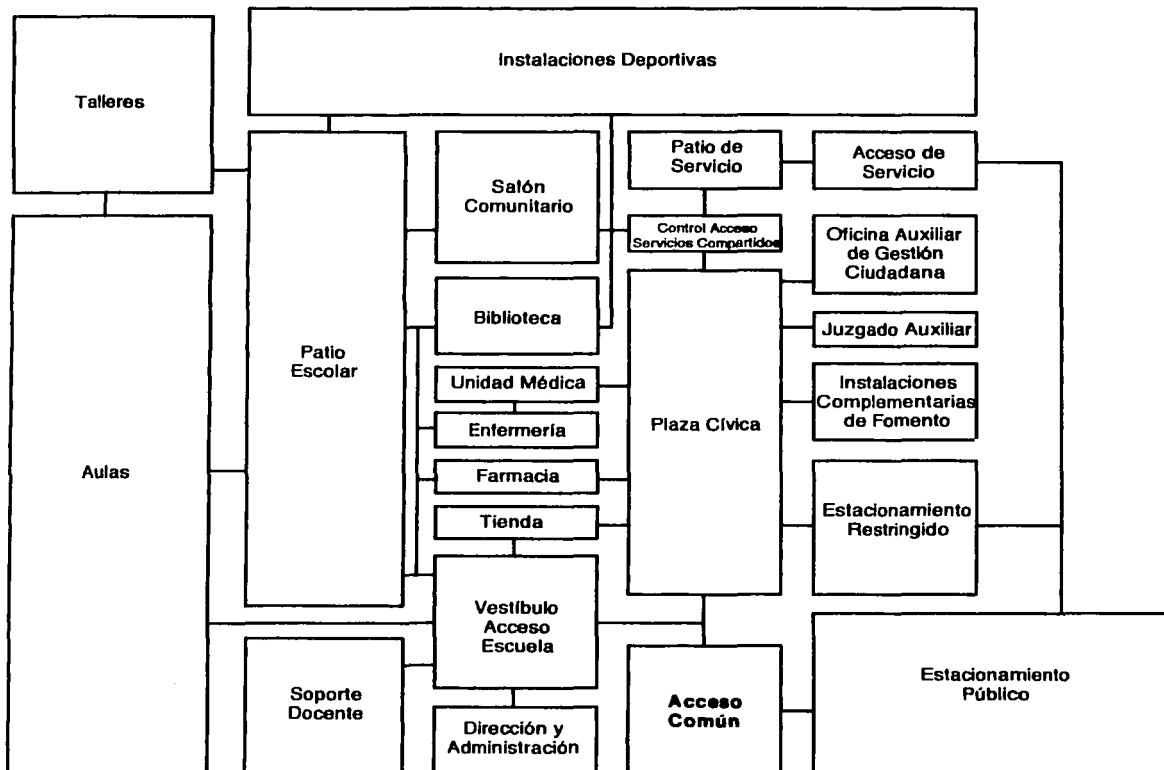 Instalaciones Deportivas
Talleres
Patio de
Servicio
Acceso de
Servicio
Salón
Comunitario
Control Acceso
Servicios Compartidos
Oficina Auxiliar
de Gestión
Ciudadana
Biblioteca
Juzgado Auxiliar
Patio
Escolar
Unidad Médica
Instalaciones
Complementarias
de Fomento
Enfermería
Plaza Cívica
Aulas
Farmacia
Tienda
Estacionamiento
Restringido
Vestíbulo
Acceso
Escuela
Soporte
Docente
Dirección y
Administración
Acceso
Común
Estacionamiento
Público